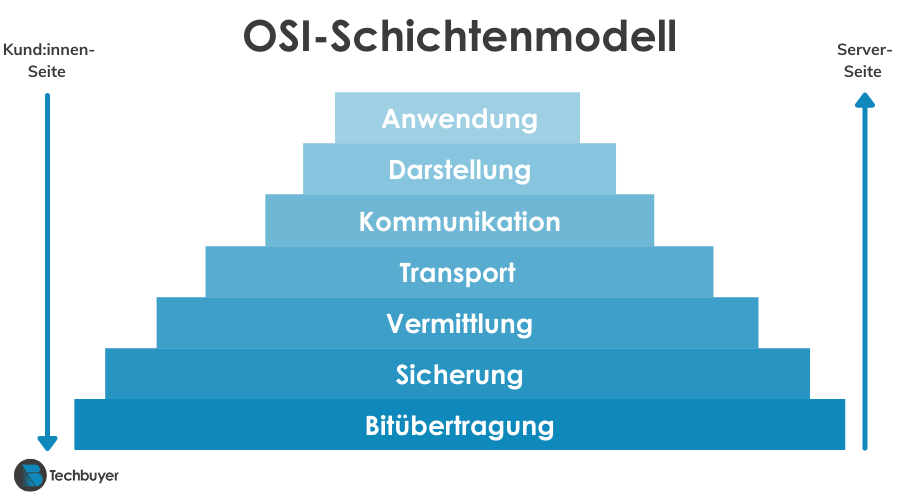 OSI-Schichtenmodell
Kund:innen-
Seite
Server-
Seite
Anwendung
Darstellung
Kommunikation
Transport
Vermittlung
Sicherung
Bitübertragung
Techbuyer